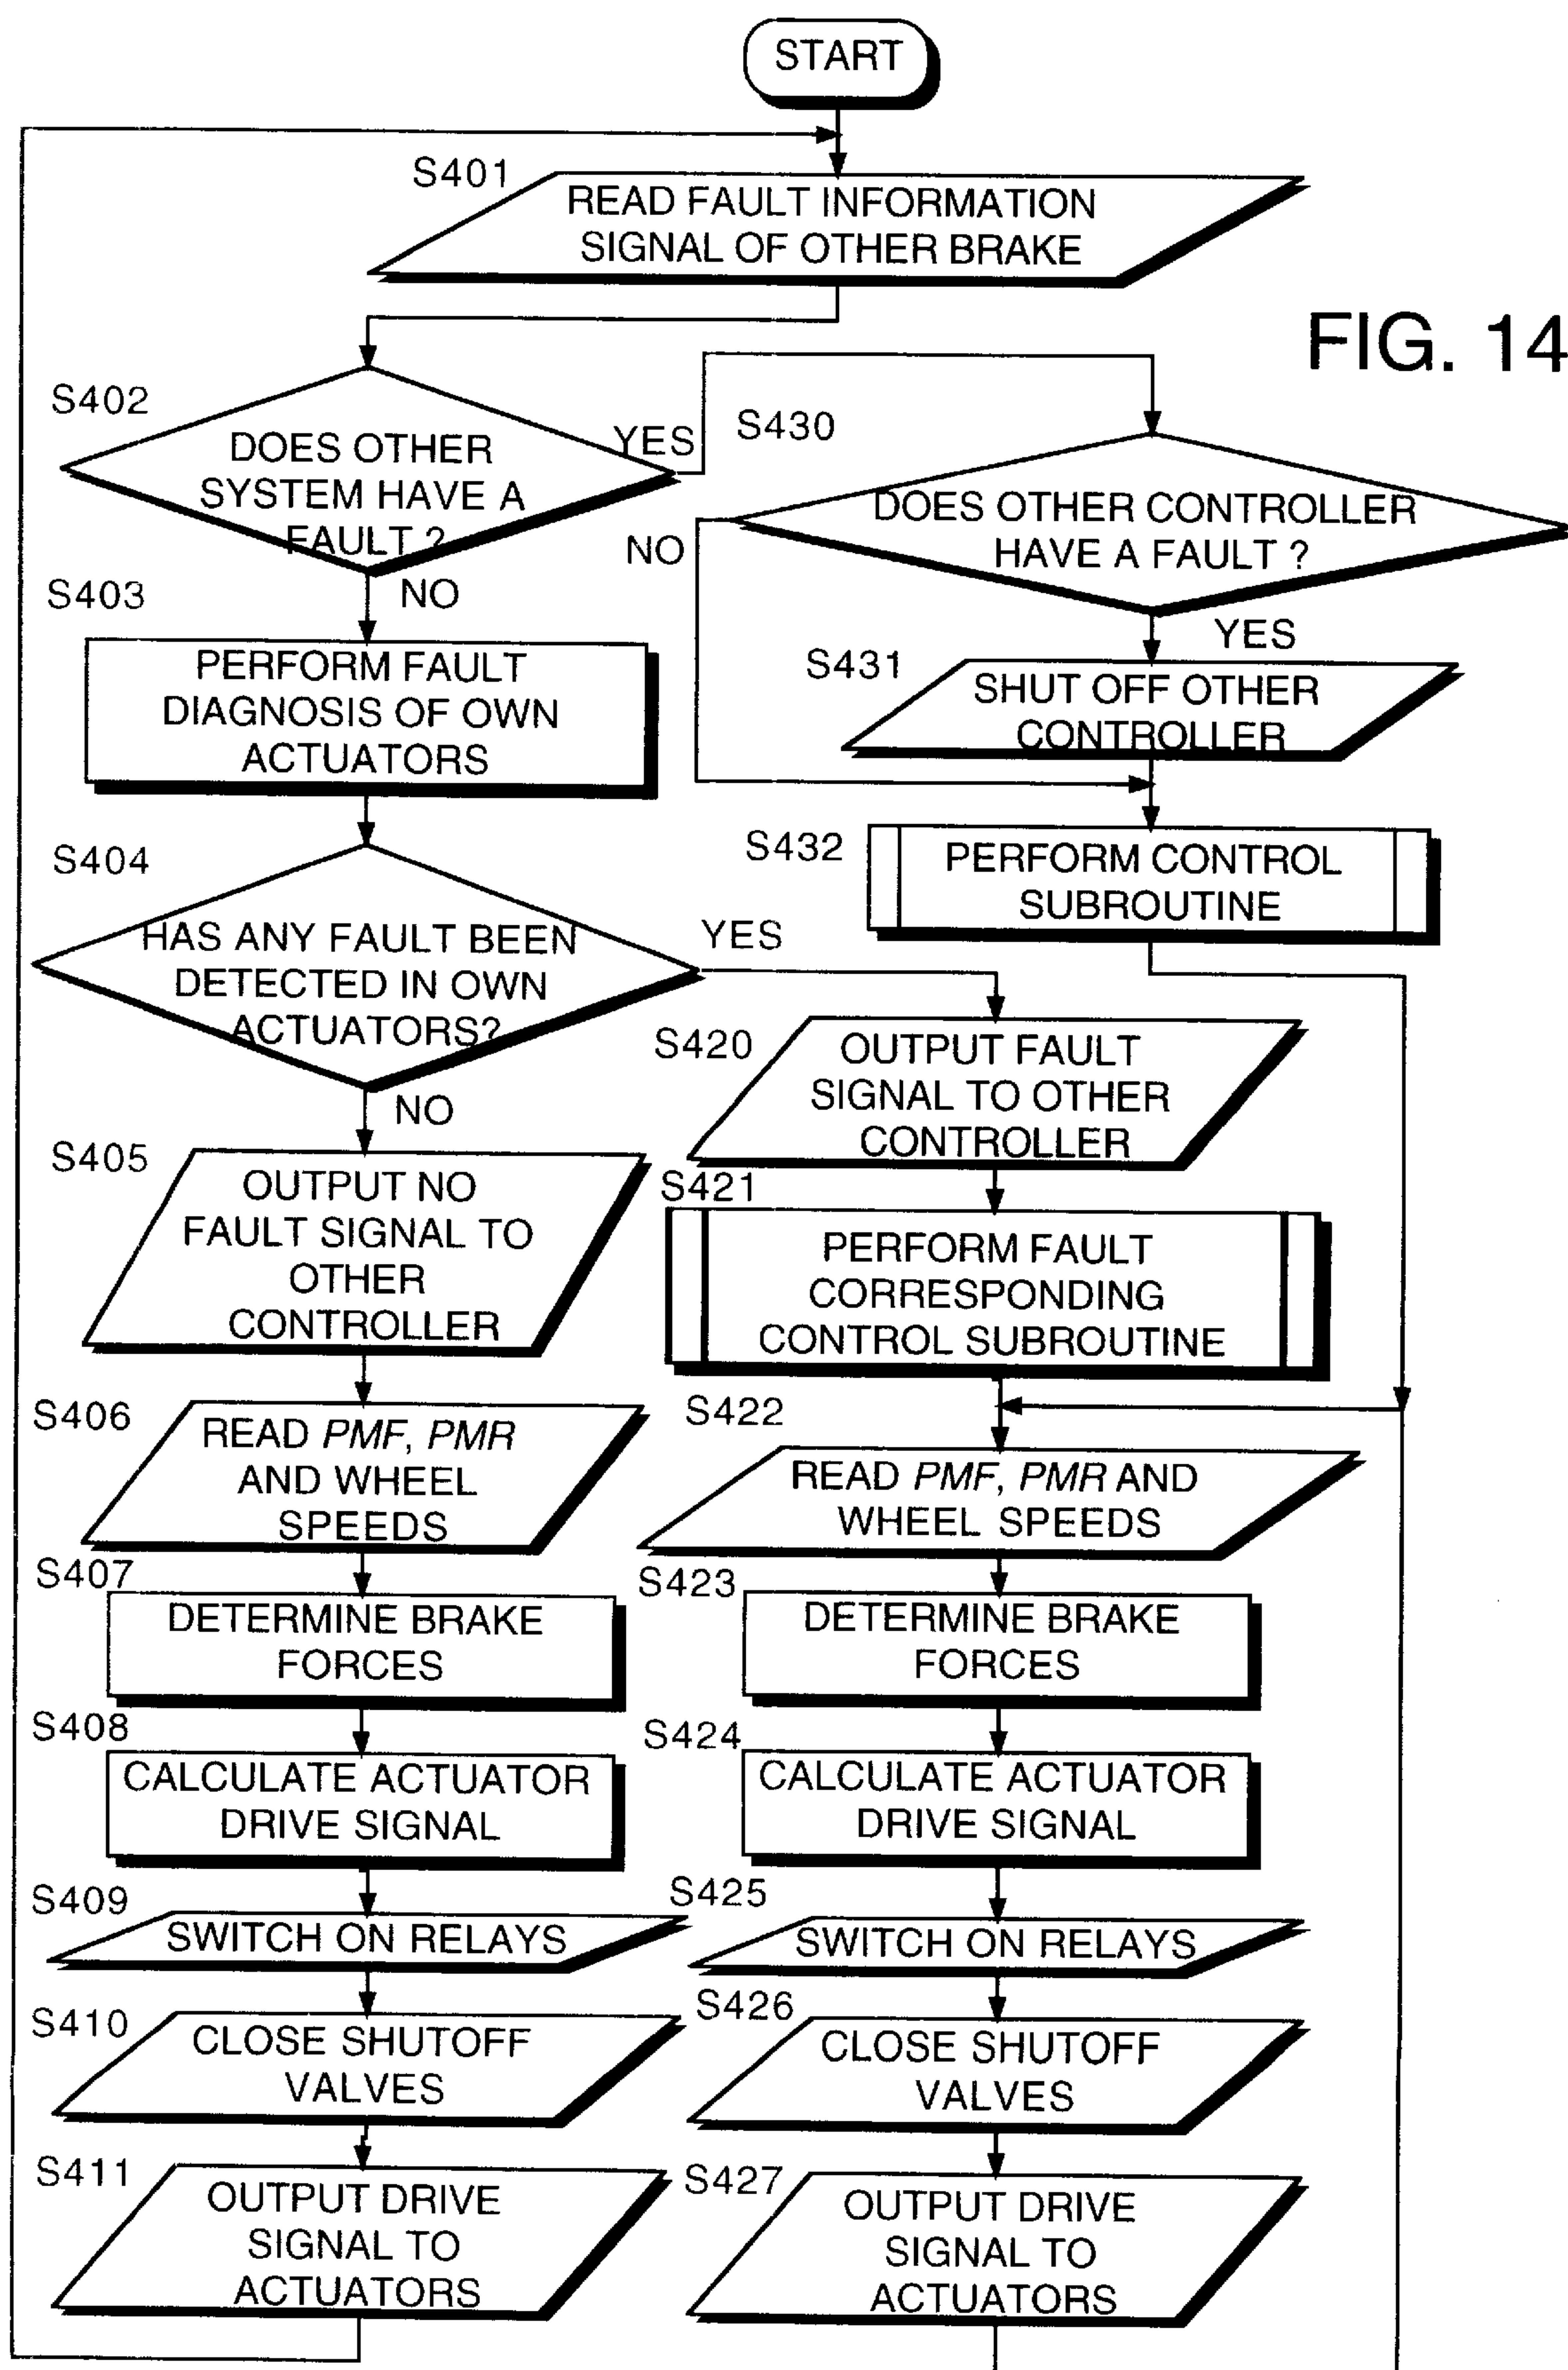 START
S401
READ FAULT INFORMATION
SIGNAL OF OTHER BRAKE
FIG. 14
S402
DOES OTHER
SYSTEM HAVE A
FAULT ?
YES
NO
S430
DOES OTHER CONTROLLER
HAVE A FAULT ?
NO
YES
S431
SHUT OFF OTHER
CONTROLLER
S432
PERFORM CONTROL
SUBROUTINE
S403
PERFORM FAULT
DIAGNOSIS OF OWN
ACTUATORS
S404
HAS ANY FAULT BEEN
DETECTED IN OWN
ACTUATORS?
YES
NO
S405
OUTPUT NO
FAULT SIGNAL TO
OTHER
CONTROLLER
S406
READ PMF, PMR
AND WHEEL
SPEEDS
S407
DETERMINE BRAKE
FORCES
S408
CALCULATE ACTUATOR
DRIVE SIGNAL
S409
SWITCH ON RELAYS
S410
CLOSE SHUTOFF
VALVES
S411
OUTPUT DRIVE
SIGNAL TO
ACTUATORS
S420
OUTPUT FAULT
SIGNAL TO OTHER
CONTROLLER
S421
PERFORM FAULT
CORRESPONDING
CONTROL SUBROUTINE
S422
READ PMF, PMR AND
WHEEL SPEEDS
S423
DETERMINE BRAKE
FORCES
S424
CALCULATE ACTUATOR
DRIVE SIGNAL
S425
SWITCH ON RELAYS
S426
CLOSE SHUTOFF
VALVES
S427
OUTPUT DRIVE
SIGNAL TO
ACTUATORS